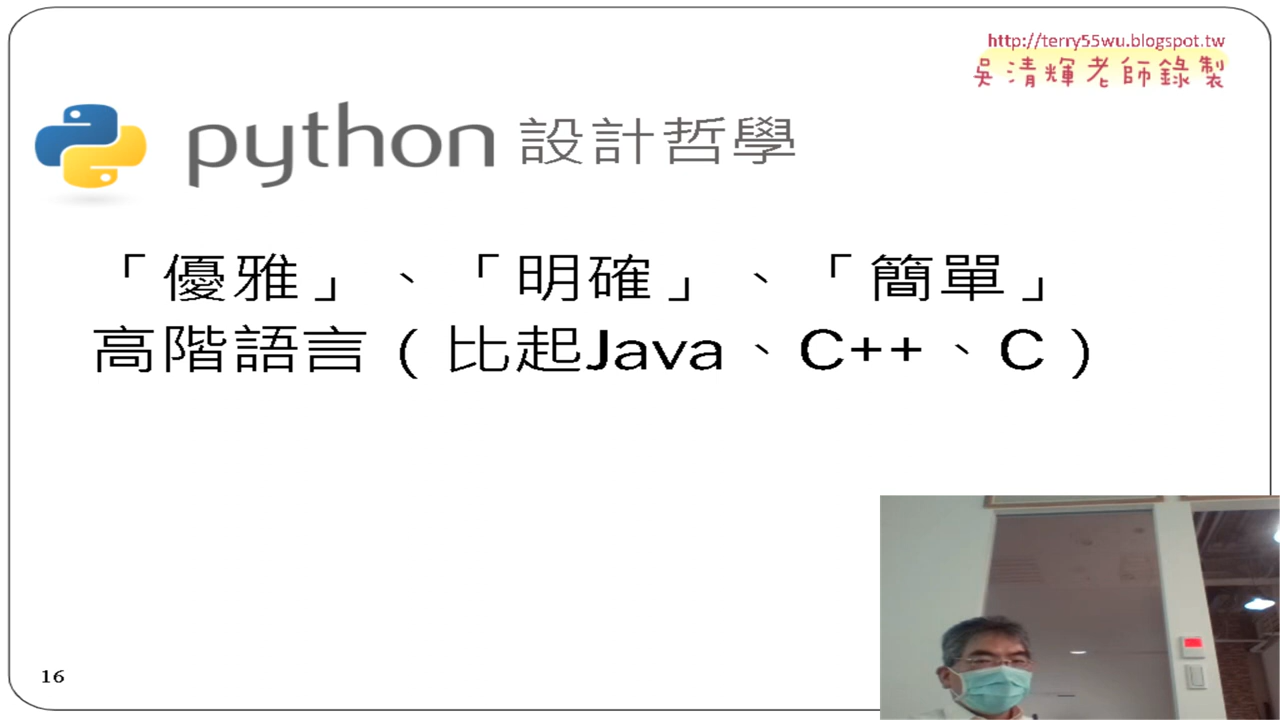 http://terry55wu.blogspot.tw
吳清輝老師錄製
python 設計哲學
「優雅」、「明確」、「簡單」
高階語言（比起Java、C++、C）
16